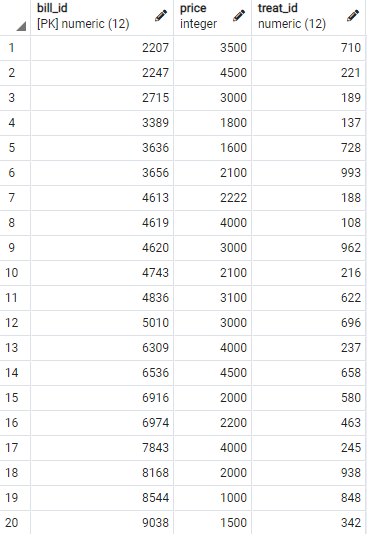 bill_id price treat_id
[PK] numeric (12) integer numeric (12)
1 2207 3500 710
2 2247 4500 221
3 2715 3000 189
4 3389 1800 137
5 3636 1600 728
6 3656 2100 993
7 4613 2222 188
8 4619 4000 108
9 4620 3000 962
10 4743 2100 216
11 4836 3100 622
12 5010 3000 696
13 6309 4000 237
14 6536 4500 658
15 6916 2000 580
16 6974 2200 463
17 7843 4000 245
18 8168 2000 938
19 8544 1000 848
20 9038 1500 342